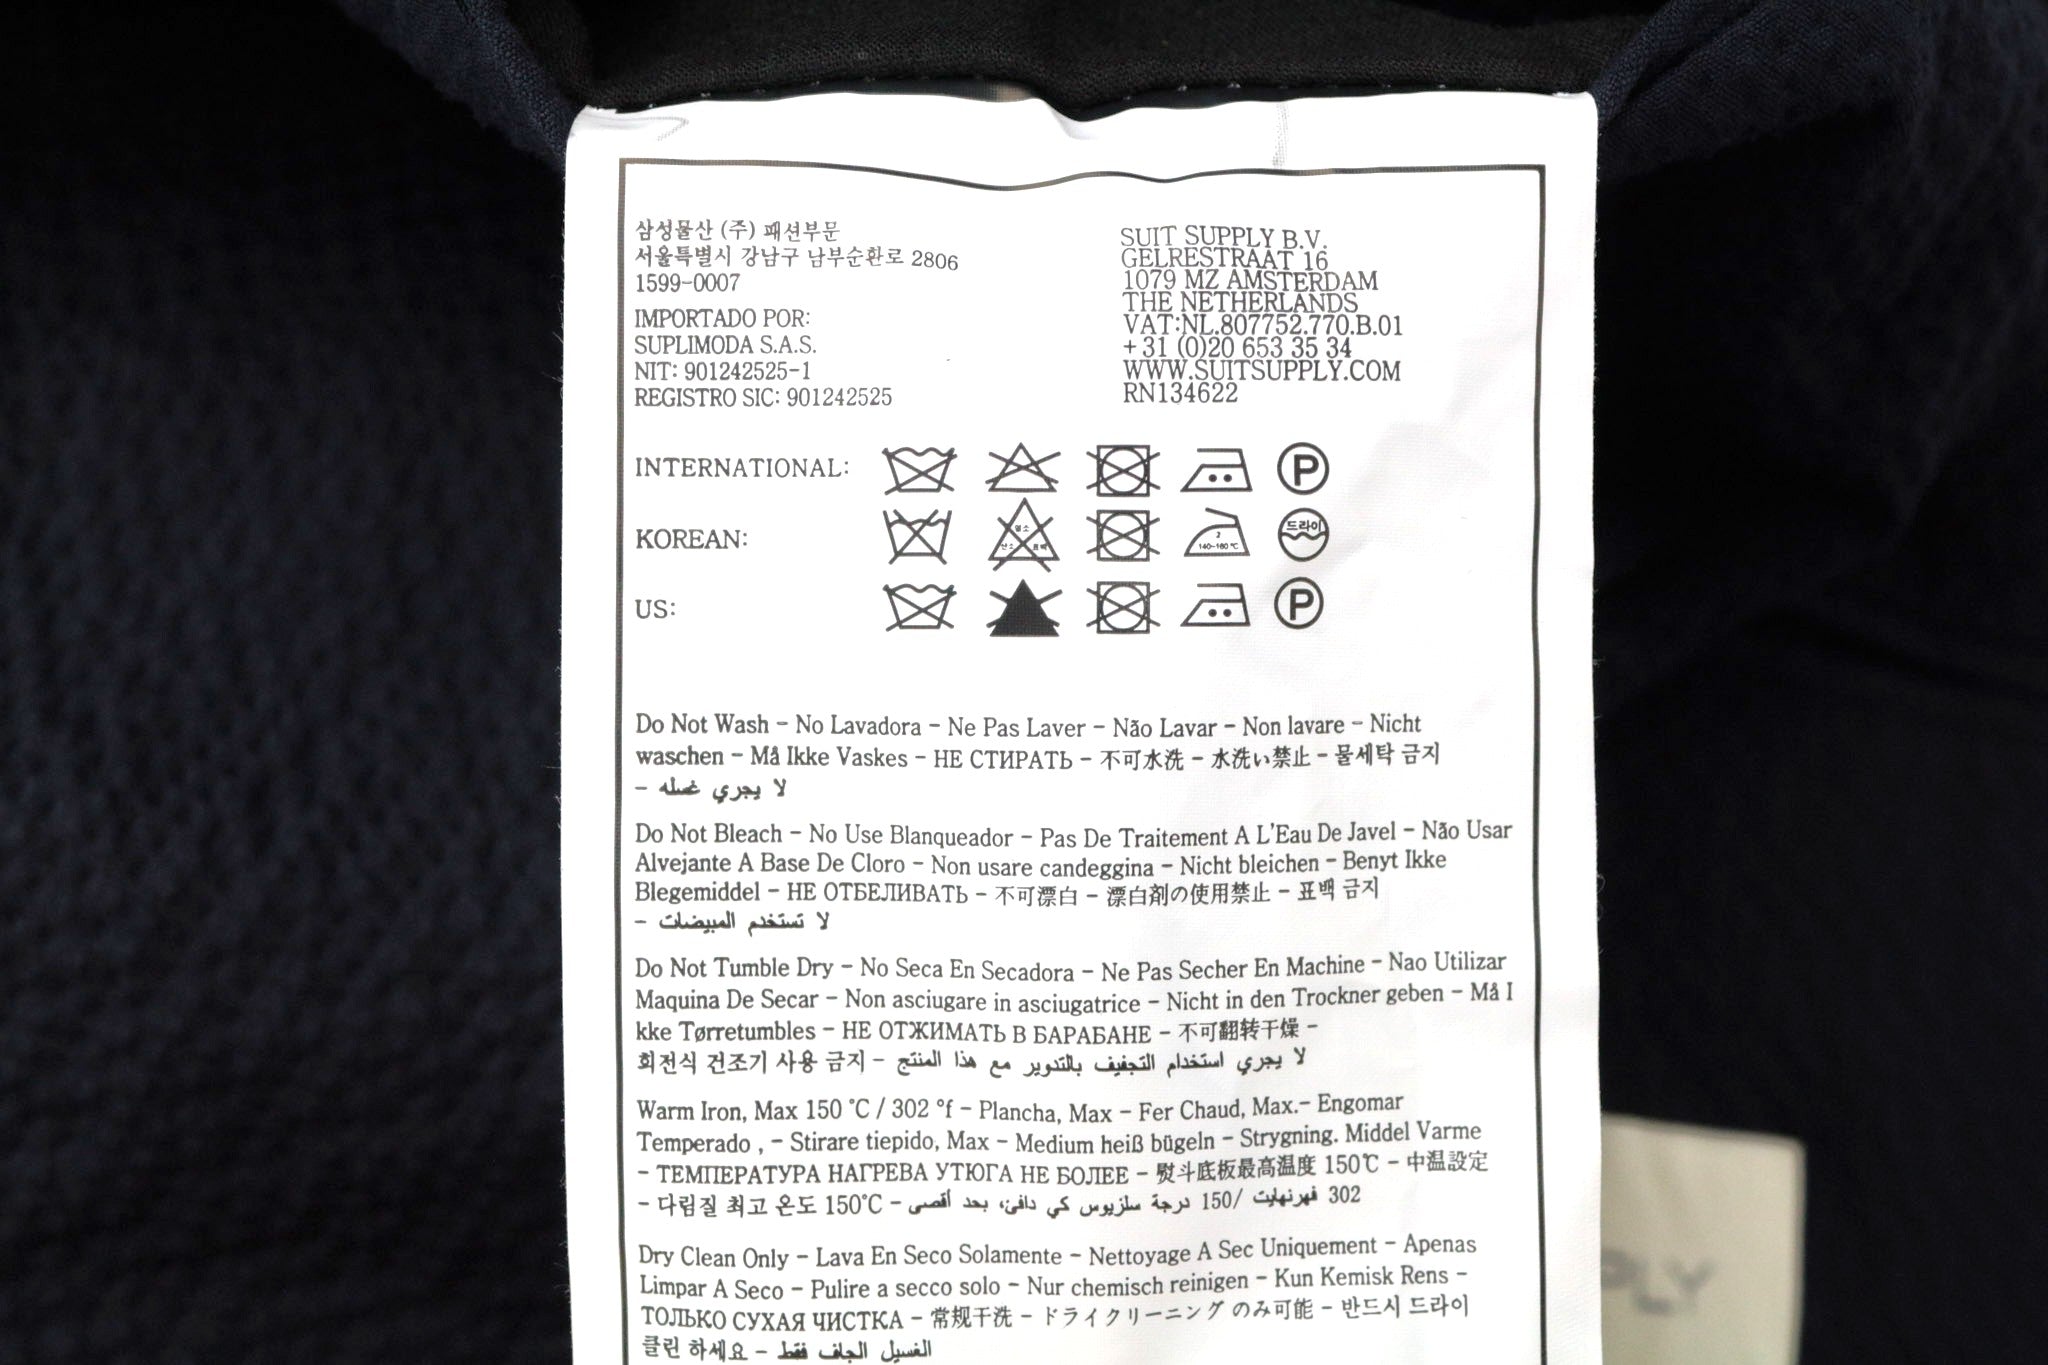 삼성물산 (주) 패션부문
서울특별시 강남구 남부순환로 2806
1599-0007
IMPORTADO POR:
SUPLIMODA S.A.S.
NIT: 901242525-1
REGISTRO SIC: 901242525
SUIT SUPPLY B.V.
GELRESTRAAT 16
1079 MZ AMSTERDAM
THE NETHERLANDS
VAT:NL.807752.770.B.01
+31 (0)20 653 35 34
WWW.SUITSUPPLY.COM
RN134622
INTERNATIONAL:
P
KOREAN:
염소
산소 표백
2
140~160℃
드라이
US:
P
Do Not Wash - No Lavadora - Ne Pas Laver - Não Lavar - Non lavare - Nicht
waschen - Må Ikke Vaskes - НЕ СТИРАТЬ - 不可水洗 - 水洗い禁止 - 물세탁 금지
- لا يجري غسله
Do Not Bleach - No Use Blanqueador - Pas De Traitement A L'Eau De Javel - Não Usar
Alvejante A Base De Cloro - Non usare candeggina - Nicht bleichen - Benyt Ikke
Blegemiddel - НЕ ОТБЕЛИВАТЬ - 不可漂白 - 漂白剤の使用禁止 - 표백 금지
- لا تستخدم المبيضات
Do Not Tumble Dry - No Seca En Secadora - Ne Pas Secher En Machine - Nao Utilizar
Maquina De Secar - Non asciugare in asciugatrice - Nicht in den Trockner geben - Må I
kke Tørretumbles - НЕ ОТЖИМАТЬ В БАРАБАНЕ - 不可翻转干燥 -
회전식 건조기 사용 금지 - لا يجري استخدام التجفيف بالتدوير مع هذا المنتج
Warm Iron, Max 150 °C / 302 °f - Plancha, Max - Fer Chaud, Max.- Engomar
Temperado , - Stirare tiepido, Max - Medium heiß bügeln - Strygning. Middel Varme
- ТЕМПЕРАТУРА НАГРЕВА УТЮГА НЕ БОЛЕЕ - 熨斗底板最高温度 150℃ - 中温設定
- 다림질 최고 온도 150℃ - 302 فهرنهايت /150 درجة سلزيوس كي دافئ، بحد أقصى
Dry Clean Only - Lava En Seco Solamente - Nettoyage A Sec Uniquement - Apenas
Limpar A Seco - Pulire a secco solo - Nur chemisch reinigen - Kun Kemisk Rens -
ТОЛЬКО СУХАЯ ЧИСТКА - 常规干洗 - ドライクリーニング のみ可能 - 반드시 드라이
클린 하세요 - الغسيل الجاف فقط
PLY